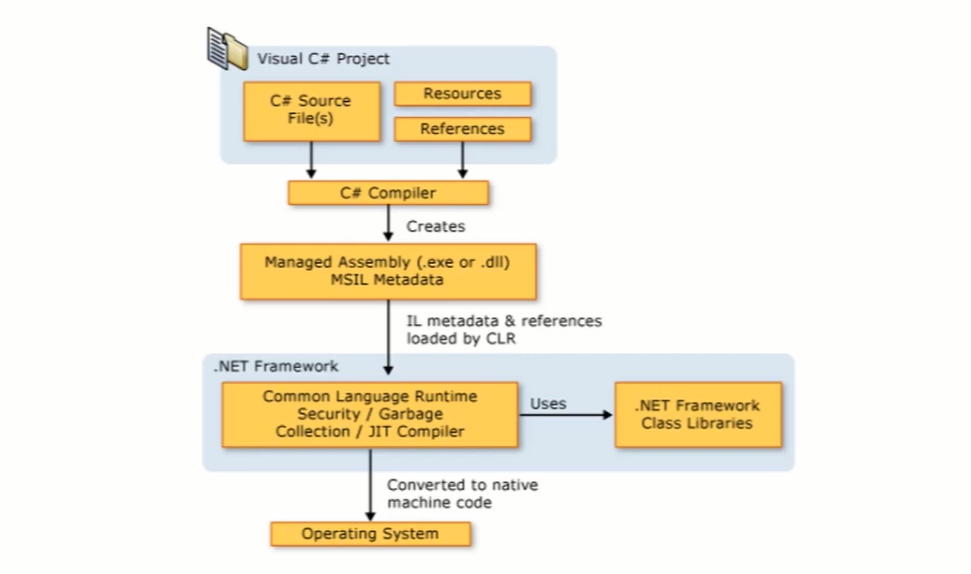 Visual C# Project
C# Source
File(s)
Resources
References
C# Compiler
Creates
Managed Assembly (.exe or .dll)
MSIL Metadata
IL metadata & references
loaded by CLR
.NET Framework
Common Language Runtime
Security / Garbage
Collection / JIT Compiler
Uses
.NET Framework
Class Libraries
Converted to native
machine code
Operating System